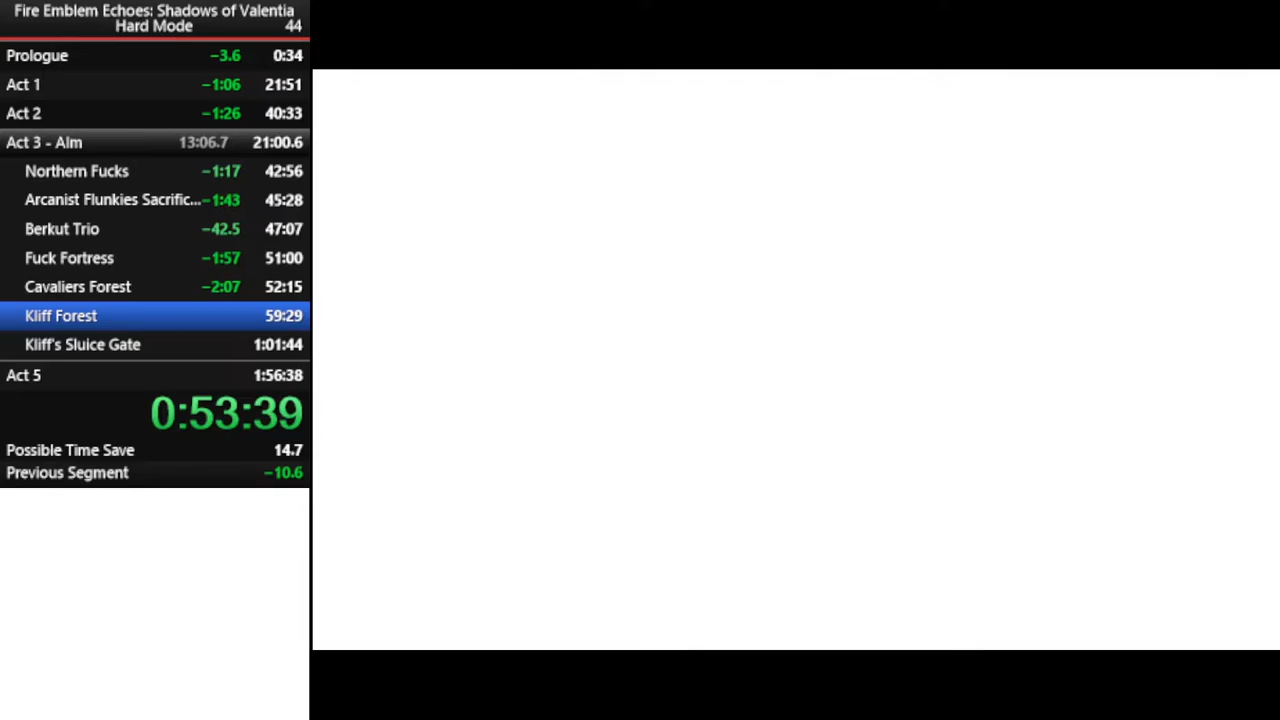 Fire Emblem Echoes: Shadows of Valentia
Hard Mode 44
Prologue −3.6 0:34
Act 1 −1:06 21:51
Act 2 −1:26 40:33
Act 3 - Alm 13:06.7 21:00.6
Northern Fucks −1:17 42:56
Arcanist Flunkies Sacrific... −1:43 45:28
Berkut Trio −42.5 47:07
Fuck Fortress −1:57 51:00
Cavaliers Forest −2:07 52:15
Kliff Forest 59:29
Kliff's Sluice Gate 1:01:44
Act 5 1:56:38
0:53:39
Possible Time Save 14.7
Previous Segment −10.6